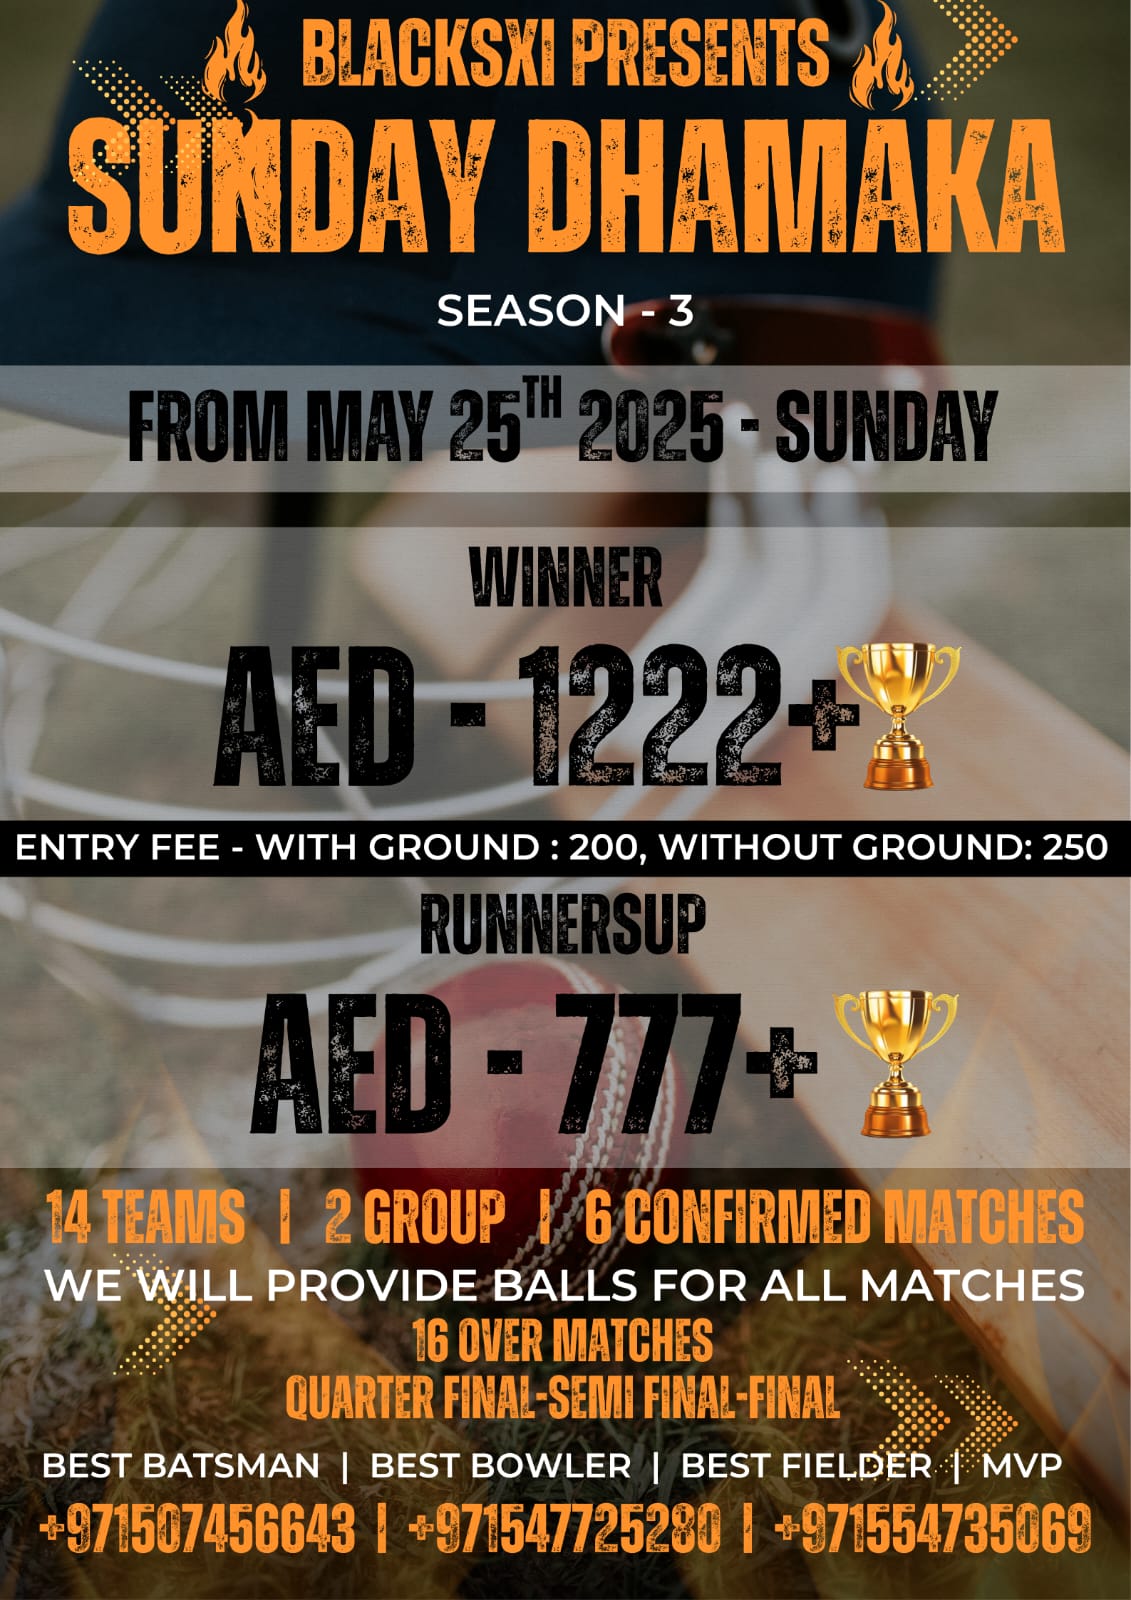 BLACKSXI PRESENTS
SUNDAY DHAMAKA
SEASON - 3
FROM MAY 25TH 2025 - SUNDAY
WINNER
AED - 1222+
ENTRY FEE - WITH GROUND : 200, WITHOUT GROUND: 250
RUNNERSUP
AED - 777+
14 TEAMS | 2 GROUP | 6 CONFIRMED MATCHES
WE WILL PROVIDE BALLS FOR ALL MATCHES
16 OVER MATCHES
QUARTER FINAL-SEMI FINAL-FINAL
BEST BATSMAN | BEST BOWLER | BEST FIELDER | MVP
+971507456643 | +971547725280 | +971554735069